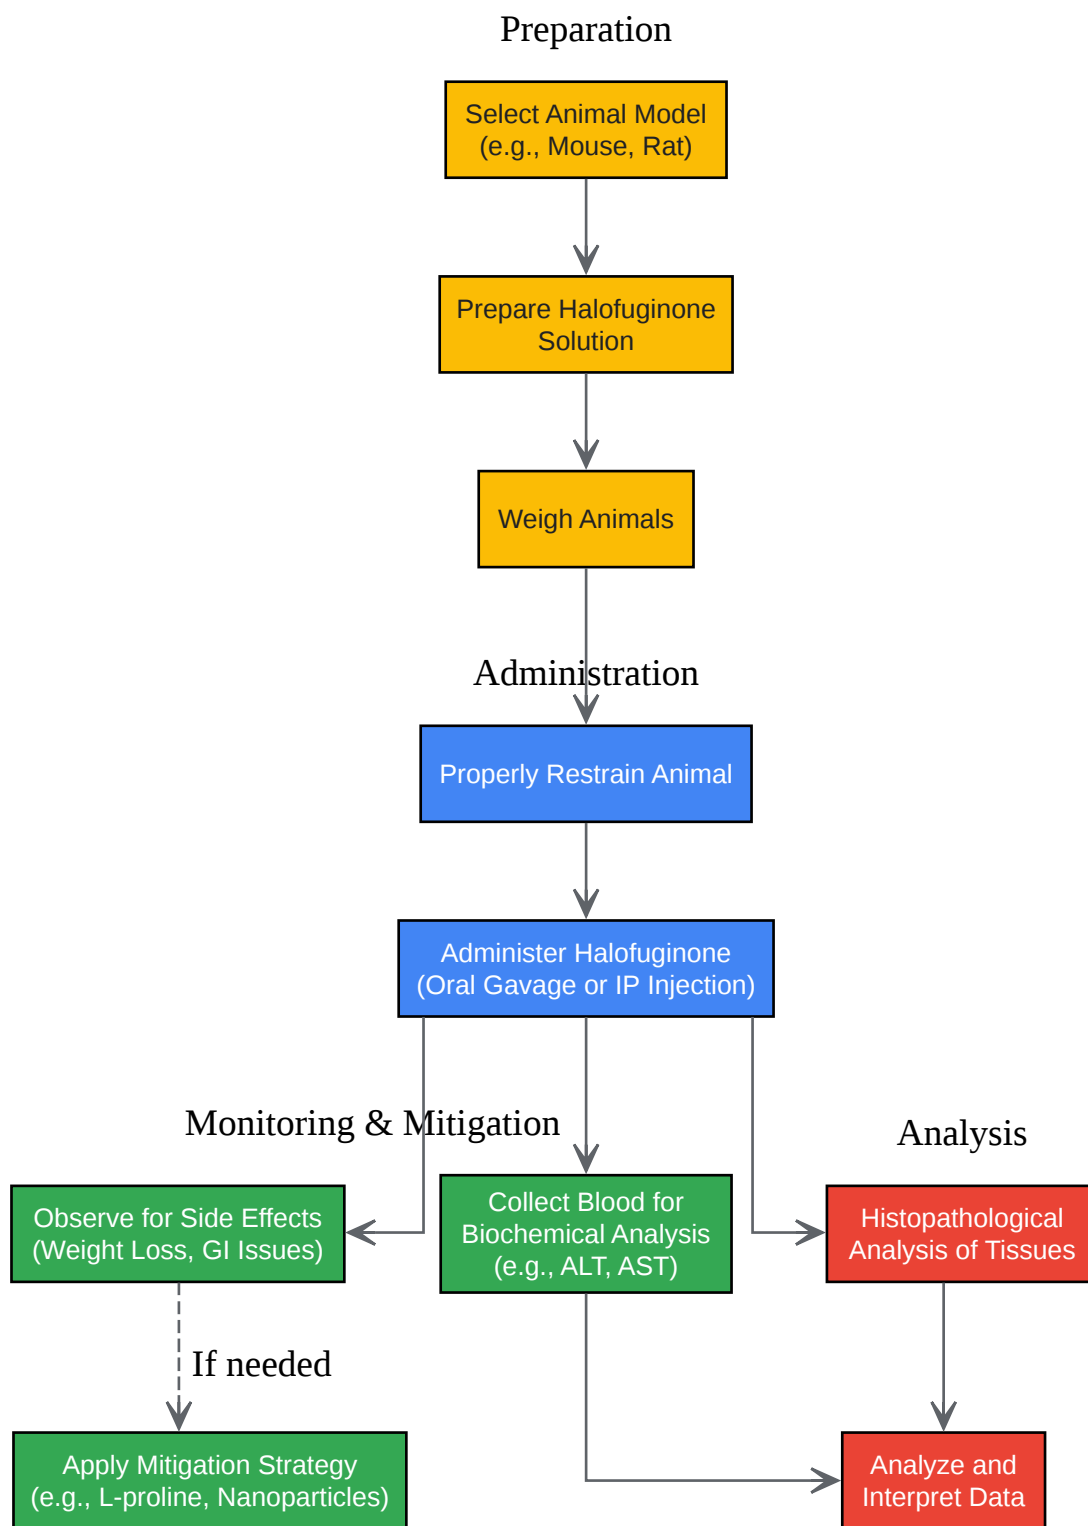 Preparation
Select Animal Model
(e.g., Mouse, Rat)
Prepare Halofuginone
Solution
Weigh Animals
Administration
Properly Restrain Animal
Administer Halofuginone
(Oral Gavage or IP Injection)
Monitoring & Mitigation
Analysis
Observe for Side Effects
(Weight Loss, GI Issues)
Collect Blood for
Biochemical Analysis
(e.g., ALT, AST)
Histopathological
Analysis of Tissues
If needed
Apply Mitigation Strategy
(e.g., L-proline, Nanoparticles)
Analyze and
Interpret Data